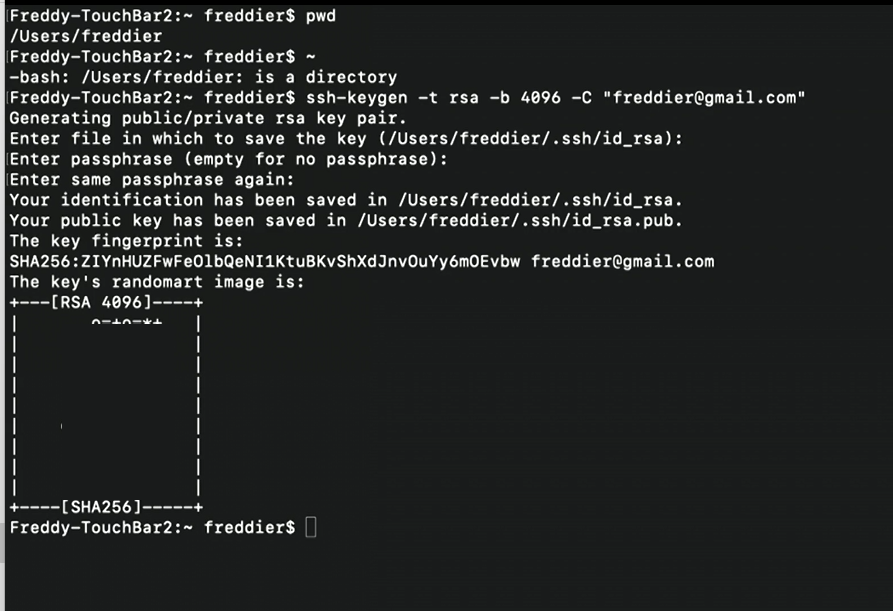 Freddy-TouchBar2:~ freddier$ pwd
/Users/freddier
Freddy-TouchBar2:~ freddier$ ~
-bash: /Users/freddier: is a directory
Freddy-TouchBar2:~ freddier$ ssh-keygen -t rsa -b 4096 -C "freddier@gmail.com"
Generating public/private rsa key pair.
Enter file in which to save the key (/Users/freddier/.ssh/id_rsa):
Enter passphrase (empty for no passphrase):
Enter same passphrase again:
Your identification has been saved in /Users/freddier/.ssh/id_rsa.
Your public key has been saved in /Users/freddier/.ssh/id_rsa.pub.
The key fingerprint is:
SHA256:ZIYnHUZFwFeOlbQeNI1KtuBKvShXdJnvOuYy6mOEvbw freddier@gmail.com
The key's randomart image is:
+---[RSA 4096]----+
|                 |
|                 |
|                 |
|                 |
|                 |
|                 |
|                 |
|                 |
|                 |
+----[SHA256]-----+
Freddy-TouchBar2:~ freddier$